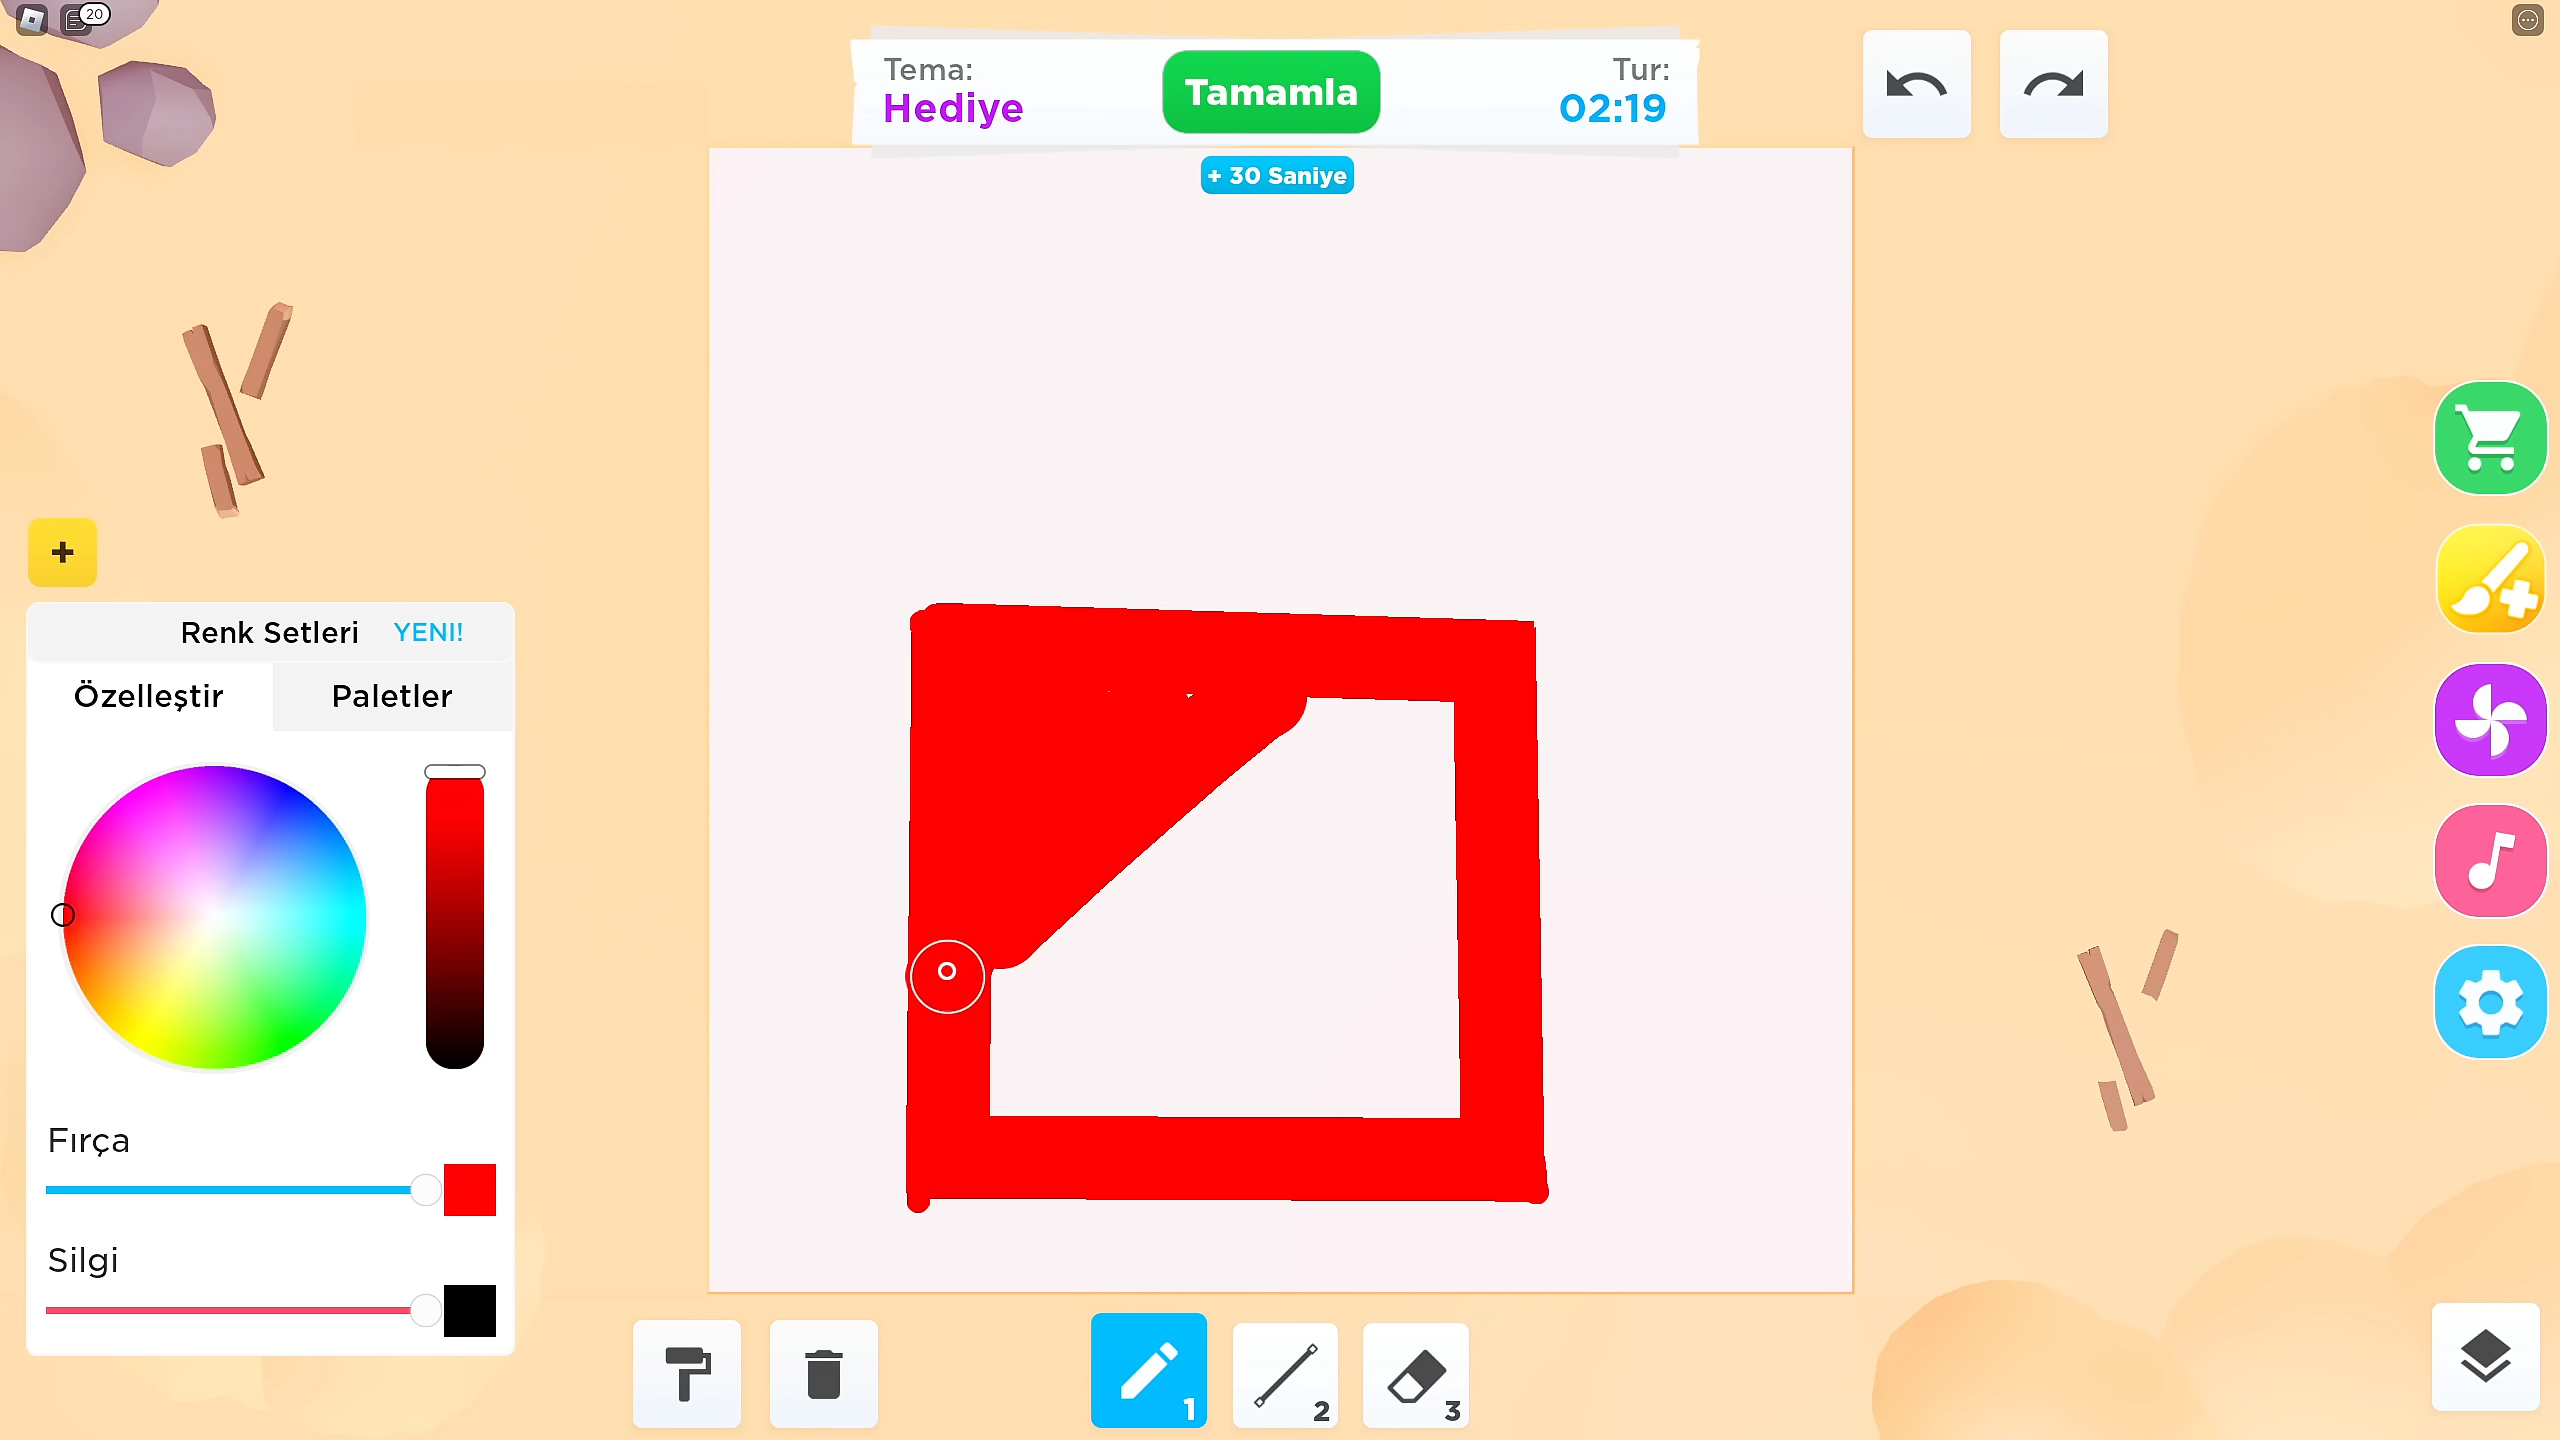 20
Tema:
Hediye
Tamamla
Tur:
02:19
+ 30 Saniye
+
Renk Setleri YENI!
Özelleştir
Paletler
Fırça
Silgi
1
2
3